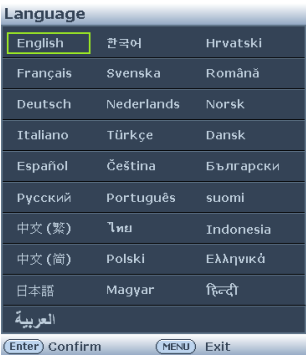 Language
English 한국어 Hrvatski
Français Svenska Română
Deutsch Nederlands Norsk
Italiano Türkçe Dansk
Español Čeština Български
Русский Português suomi
中文 (繁) ไทย Indonesia
中文 (简) Polski Ελληνικά
日本語 Magyar हिन्दी
العربية
Enter Confirm MENU Exit